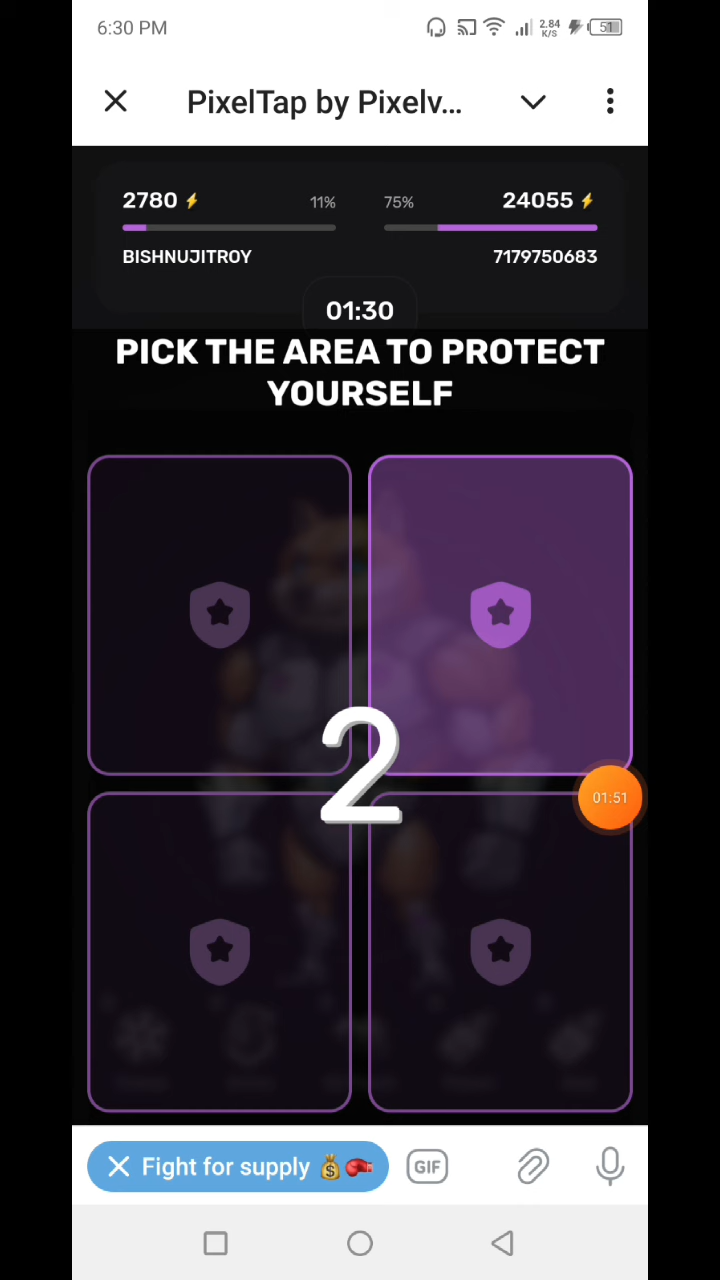 6:30 PM
2.84
K/S
51
PixelTap by Pixelv...
2780
11%
75%
24055
BISHNUJITROY
7179750683
01:30
PICK THE AREA TO PROTECT
YOURSELF
2
01:51
Fight for supply
GIF